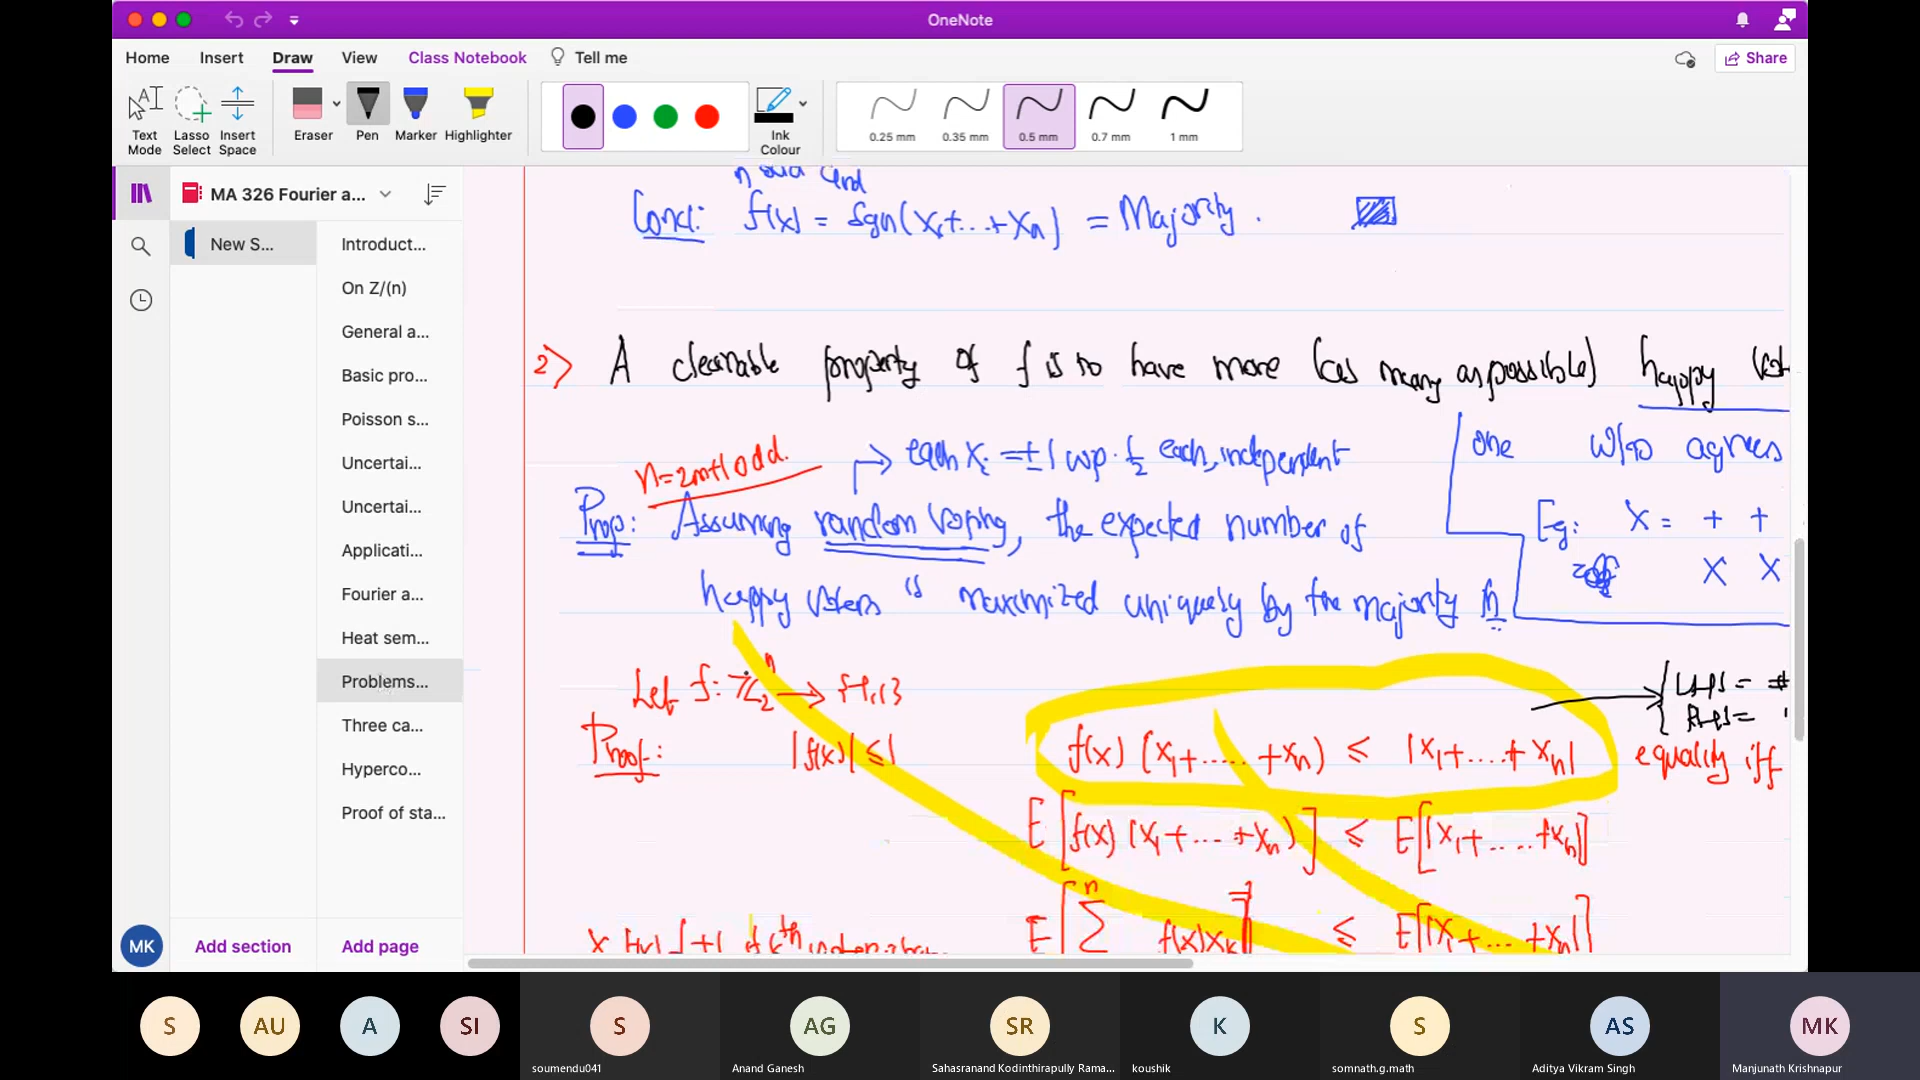 OneNote
Home Insert Draw View Class Notebook Tell me
Share
Text Mode
Lasso Select
Insert Space
Eraser
Pen
Marker
Highlighter
Ink Colour
0.25 mm
0.35 mm
0.5 mm
0.7 mm
1 mm
MA 326 Fourier a...
New S...
Introduct...
On Z/(n)
General a...
Basic pro...
Poisson s...
Uncertai...
Uncertai...
Applicati...
Fourier a...
Heat sem...
Problems...
Three ca...
Hyperco...
Proof of sta...
MK
Add section
Add page
n odd and
Concl: f(x) = Sgn(x₁+...+xₙ) = Majority.
2> A desirable property of f is to have more (as many as possible) happy
n=2m+1 odd.
→ each xᵢ = ±1 wp. ½ each, independent
one who agrees
Prop: Assuming random voting, the expected number of
happy voters is maximized uniquely by the majority fn
Eg: X = + +
X X
Let f: ℤ₂ⁿ → {-1,1}
LHS = #
RHS =
Proof: |f(x)| ≤ 1
f(x) (x₁+.....+xₙ) ≤ |x₁+....+xₙ| equality iff
E[f(x) (x₁+...+xₙ)] ≤ E[|x₁+....+xₙ|]
E[Σ f(x)xₖ] ≤ E[|x₁+...+xₙ|]
S
AU
A
SI
S
soumendu041
AG
Anand Ganesh
SR
Sahasranand Kodinthirapully Rama...
K
koushik
S
somnath.g.math
AS
Aditya Vikram Singh
MK
Manjunath Krishnapur